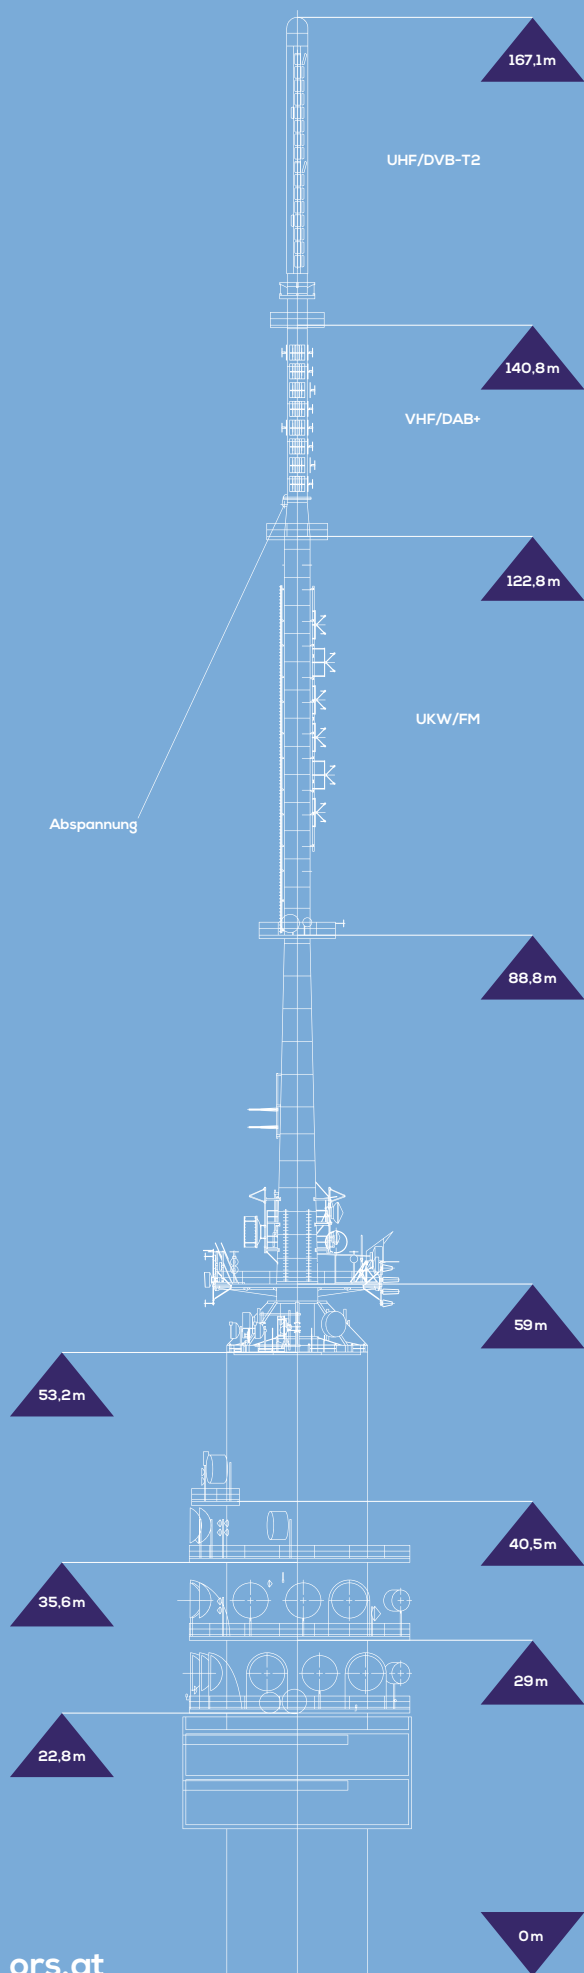 167,1m
UHF/DVB-T2
140,8m
VHF/DAB+
122,8m
UKW/FM
Abspannung
88,8m
59m
53,2m
40,5m
35,6m
29m
22,8m
0m
ors.at